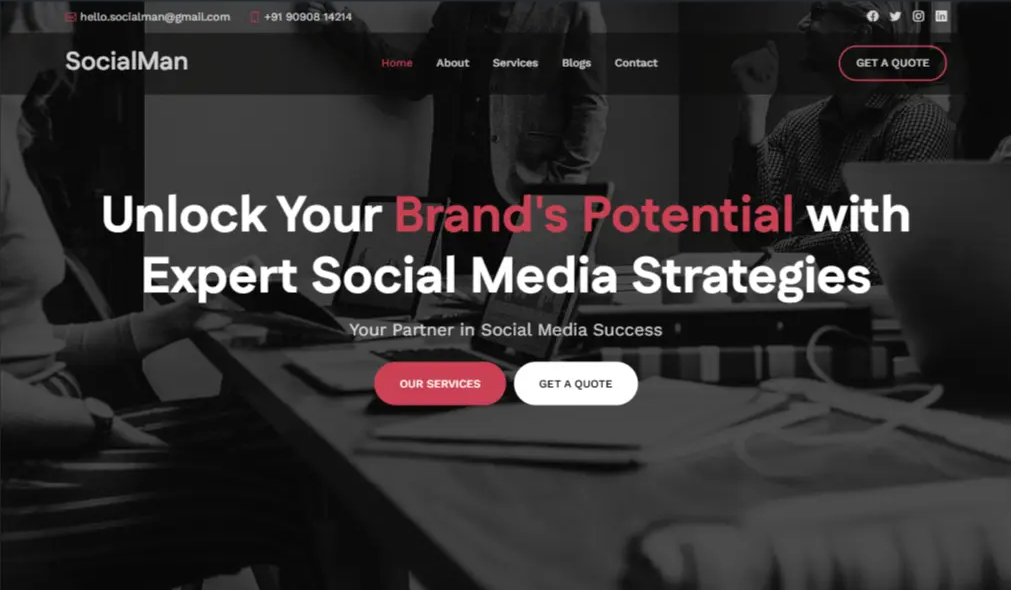 hello.socialman@gmail.com +91 90908 14214
SocialMan
Home About Services Blogs Contact
GET A QUOTE
Unlock Your Brand's Potential with
Expert Social Media Strategies
Your Partner in Social Media Success
OUR SERVICES GET A QUOTE